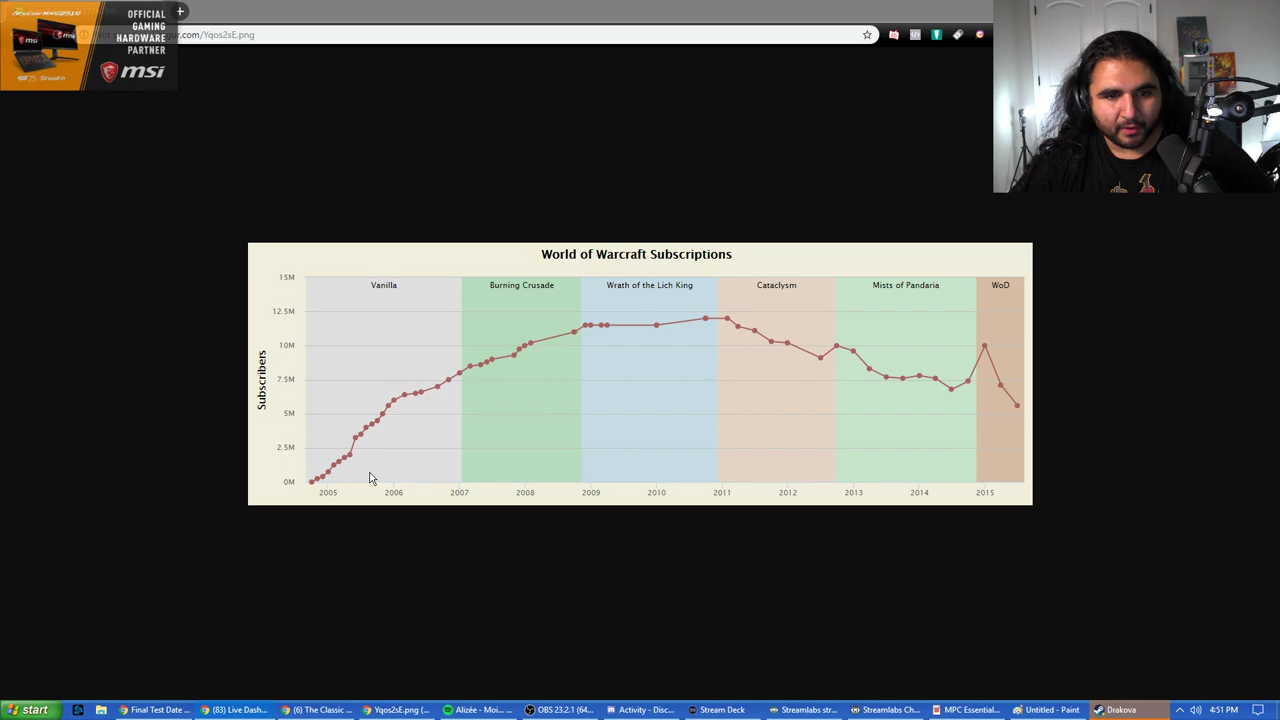 OFFICIAL
GAMING
HARDWARE
PARTNER
msi
Stealth
gur.com/Yqos2sE.png
World of Warcraft Subscriptions
Vanilla
Burning Crusade
Wrath of the Lich King
Cataclysm
Mists of Pandaria
WoD
15M
12.5M
10M
7.5M
5M
2.5M
0M
Subscribers
2005
2006
2007
2008
2009
2010
2011
2012
2013
2014
2015
start
Final Test Date ...
(83) Live Dash...
(6) The Classic ...
Yqos2sE.png (...
Alizée - Moi... ...
OBS 23.2.1 (64...
Activity - Disc...
Stream Deck
Streamlabs str...
Streamlabs Ch...
MPC Essential...
Untitled - Paint
Drakova
4:51 PM